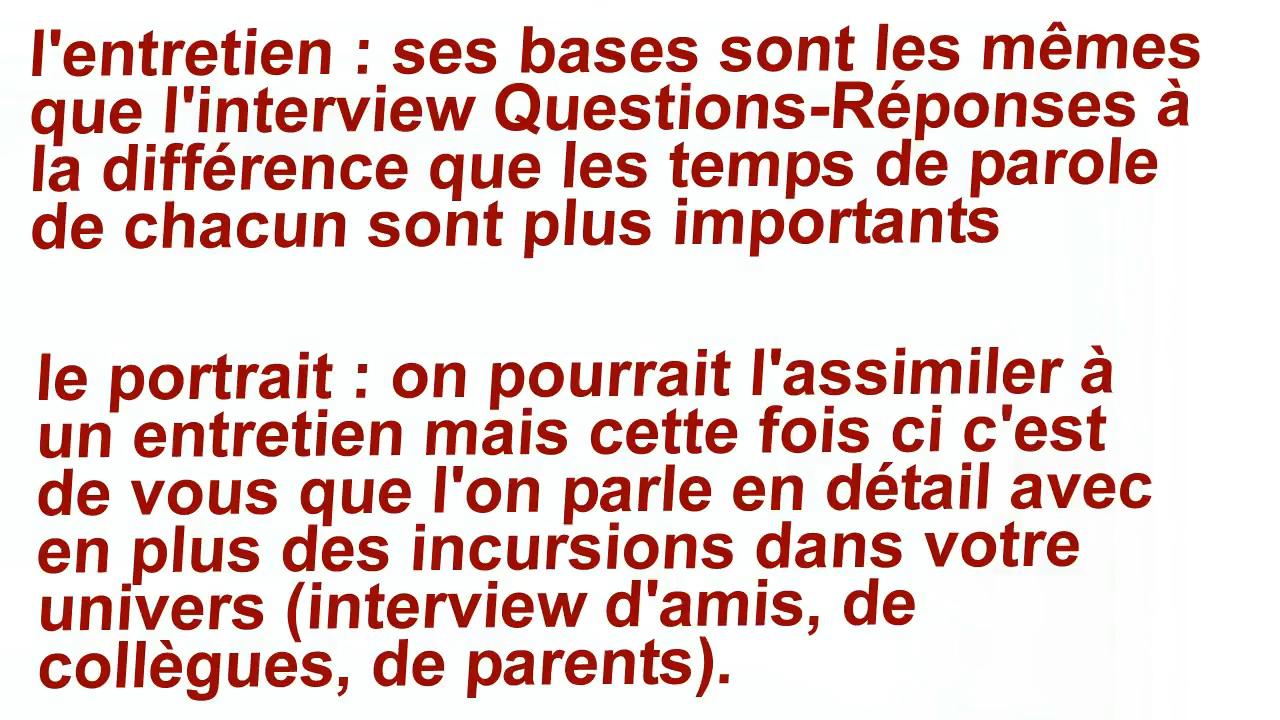 l'entretien : ses bases sont les mêmes
que l'interview Questions-Réponses à
la différence que les temps de parole
de chacun sont plus importants
le portrait : on pourrait l'assimiler à
un entretien mais cette fois ci c'est
de vous que l'on parle en détail avec
en plus des incursions dans votre
univers (interview d'amis, de
collègues, de parents).